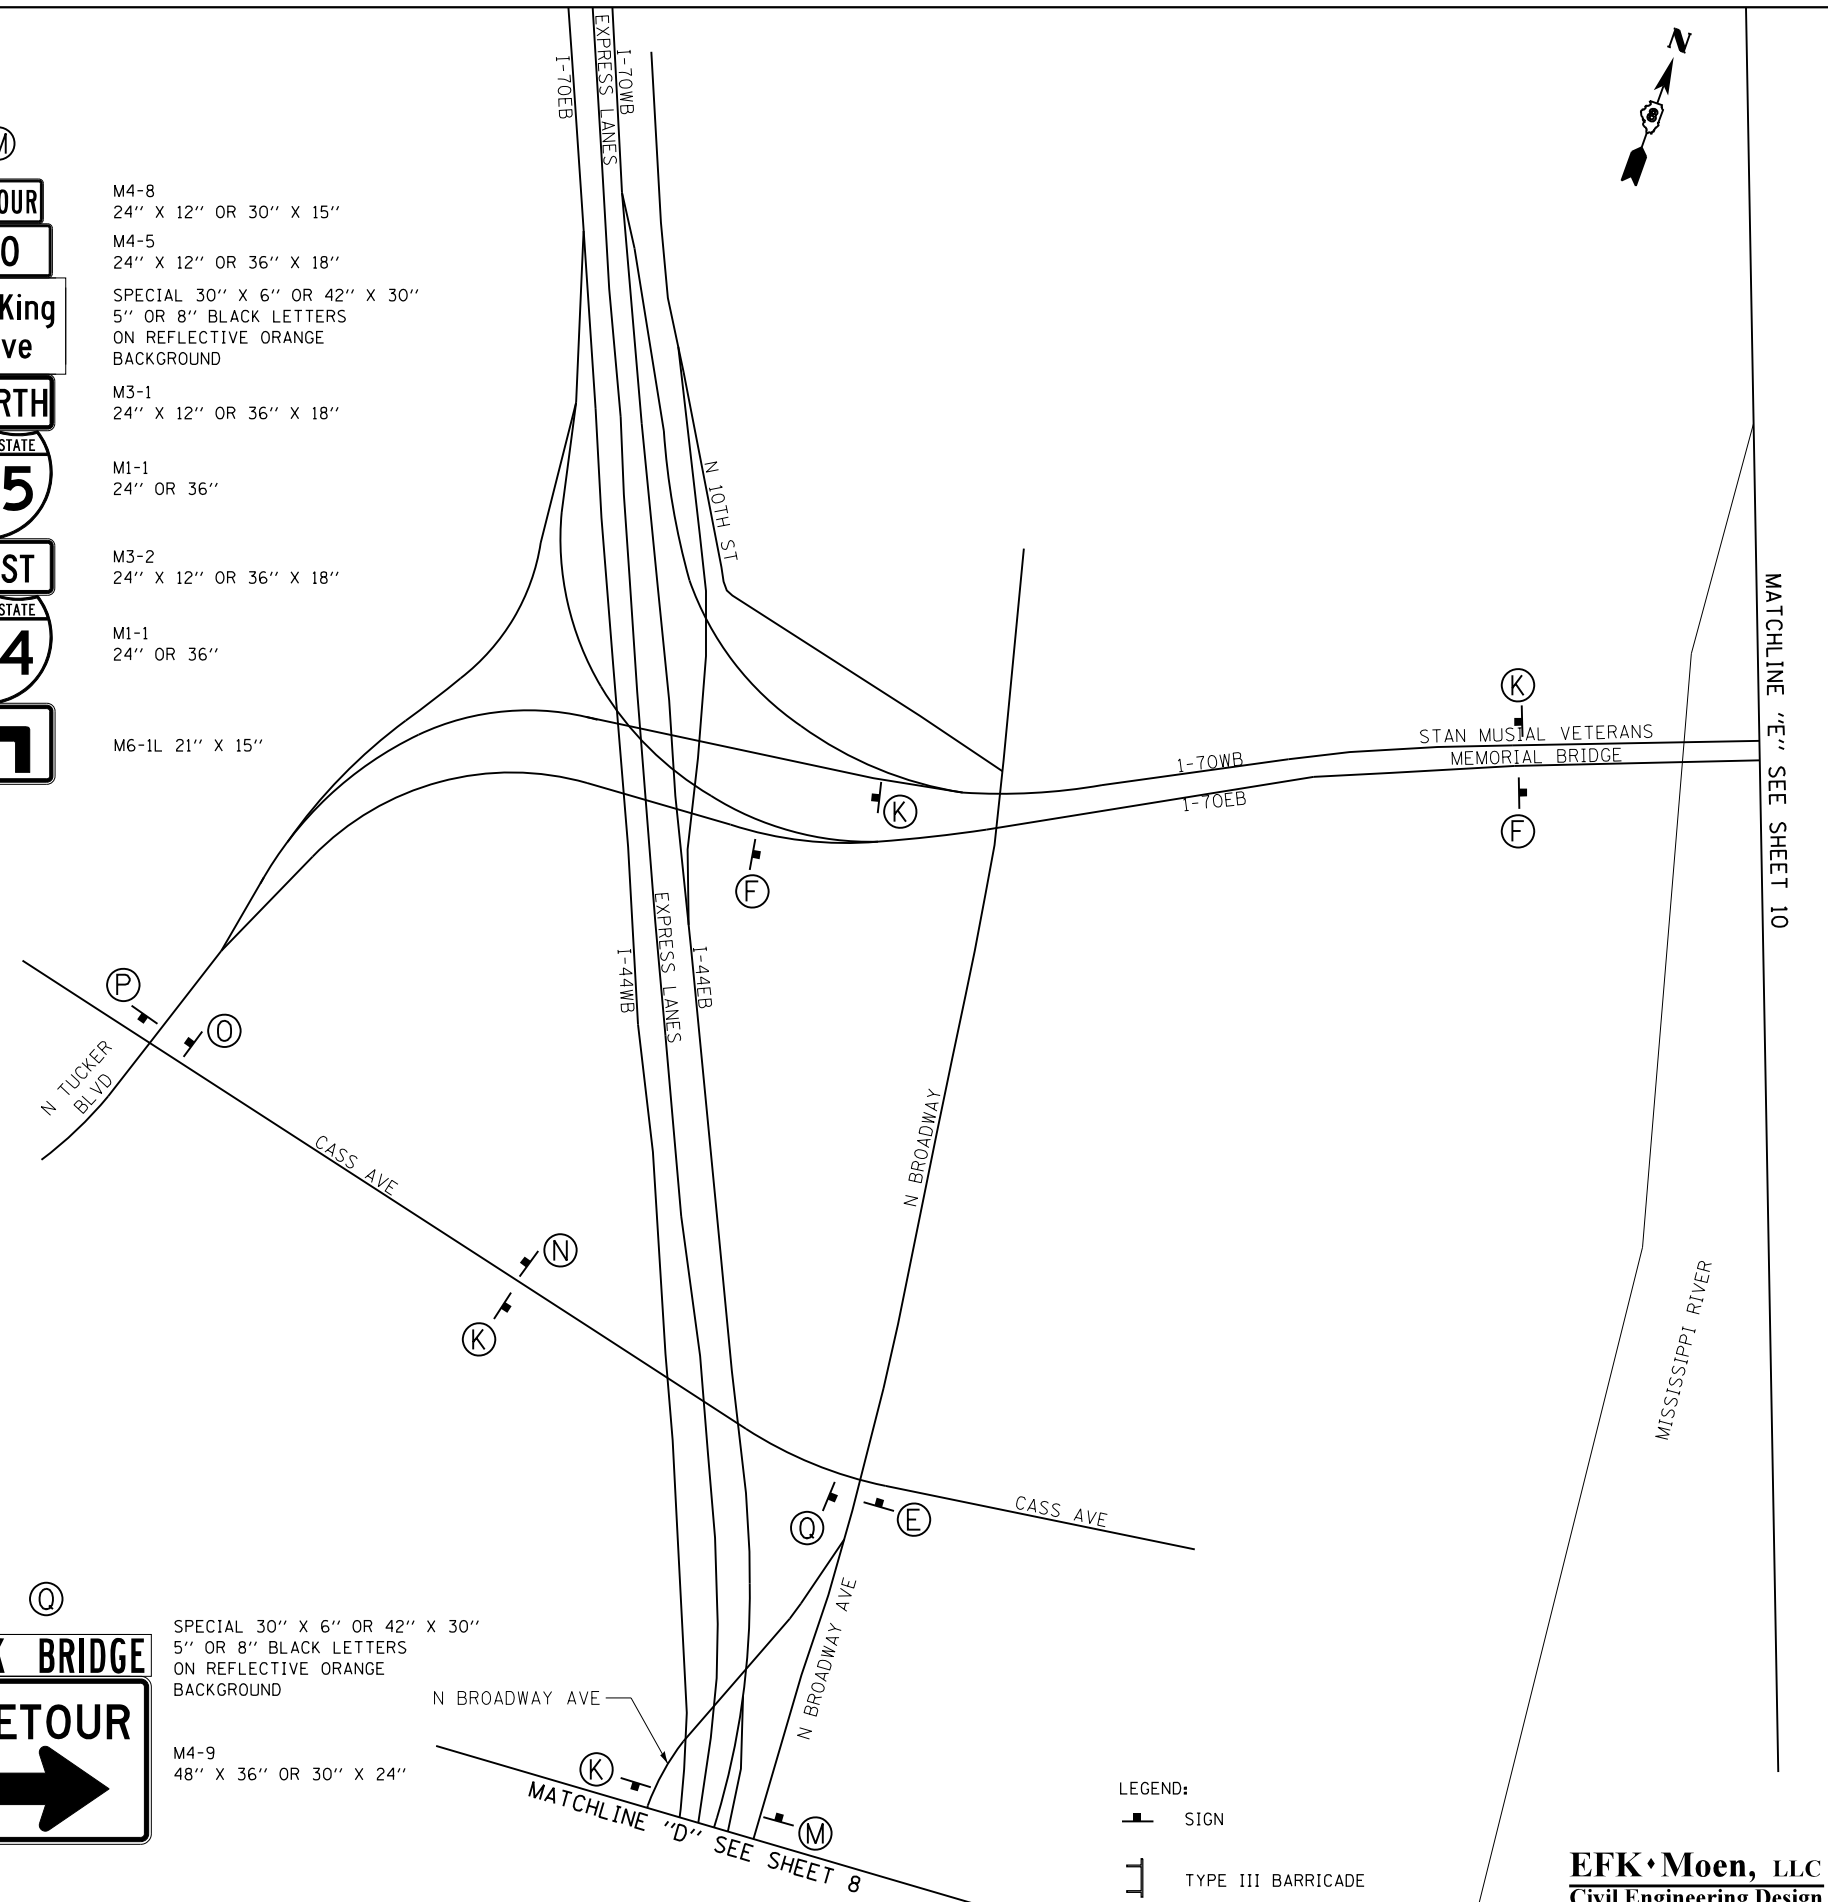 I-70EB
EXPRESS LANES
I-70WB
N
8
M
M4-8
24'' X 12'' OR 30'' X 15''
M4-5
24'' X 12'' OR 36'' X 18''
King
SPECIAL 30'' X 6'' OR 42'' X 30''
5'' OR 8'' BLACK LETTERS
ON REFLECTIVE ORANGE
BACKGROUND
M3-1
24'' X 12'' OR 36'' X 18''
STATE
5
M1-1
24'' OR 36''
ST
M3-2
24'' X 12'' OR 36'' X 18''
STATE
4
M1-1
24'' OR 36''
M6-1L 21'' X 15''
N 10TH ST
MATCHLINE "E" SEE SHEET 10
K
STAN MUSIAL VETERANS
MEMORIAL BRIDGE
I-70WB
I-70EB
K
F
F
I-44WB
EXPRESS LANES
I-44EB
P
O
N TUCKER
BLVD
CASS AVE
N BROADWAY
N
K
MISSISSIPPI RIVER
Q
E
CASS AVE
N BROADWAY AVE
Q
BRIDGE
SPECIAL 30'' X 6'' OR 42'' X 30''
5'' OR 8'' BLACK LETTERS
ON REFLECTIVE ORANGE
BACKGROUND
ETOUR
M4-9
48'' X 36'' OR 30'' X 24''
N BROADWAY AVE
K
M
MATCHLINE "D" SEE SHEET 8
LEGEND:
SIGN
TYPE III BARRICADE
EFK Moen, LLC
Civil Engineering Design